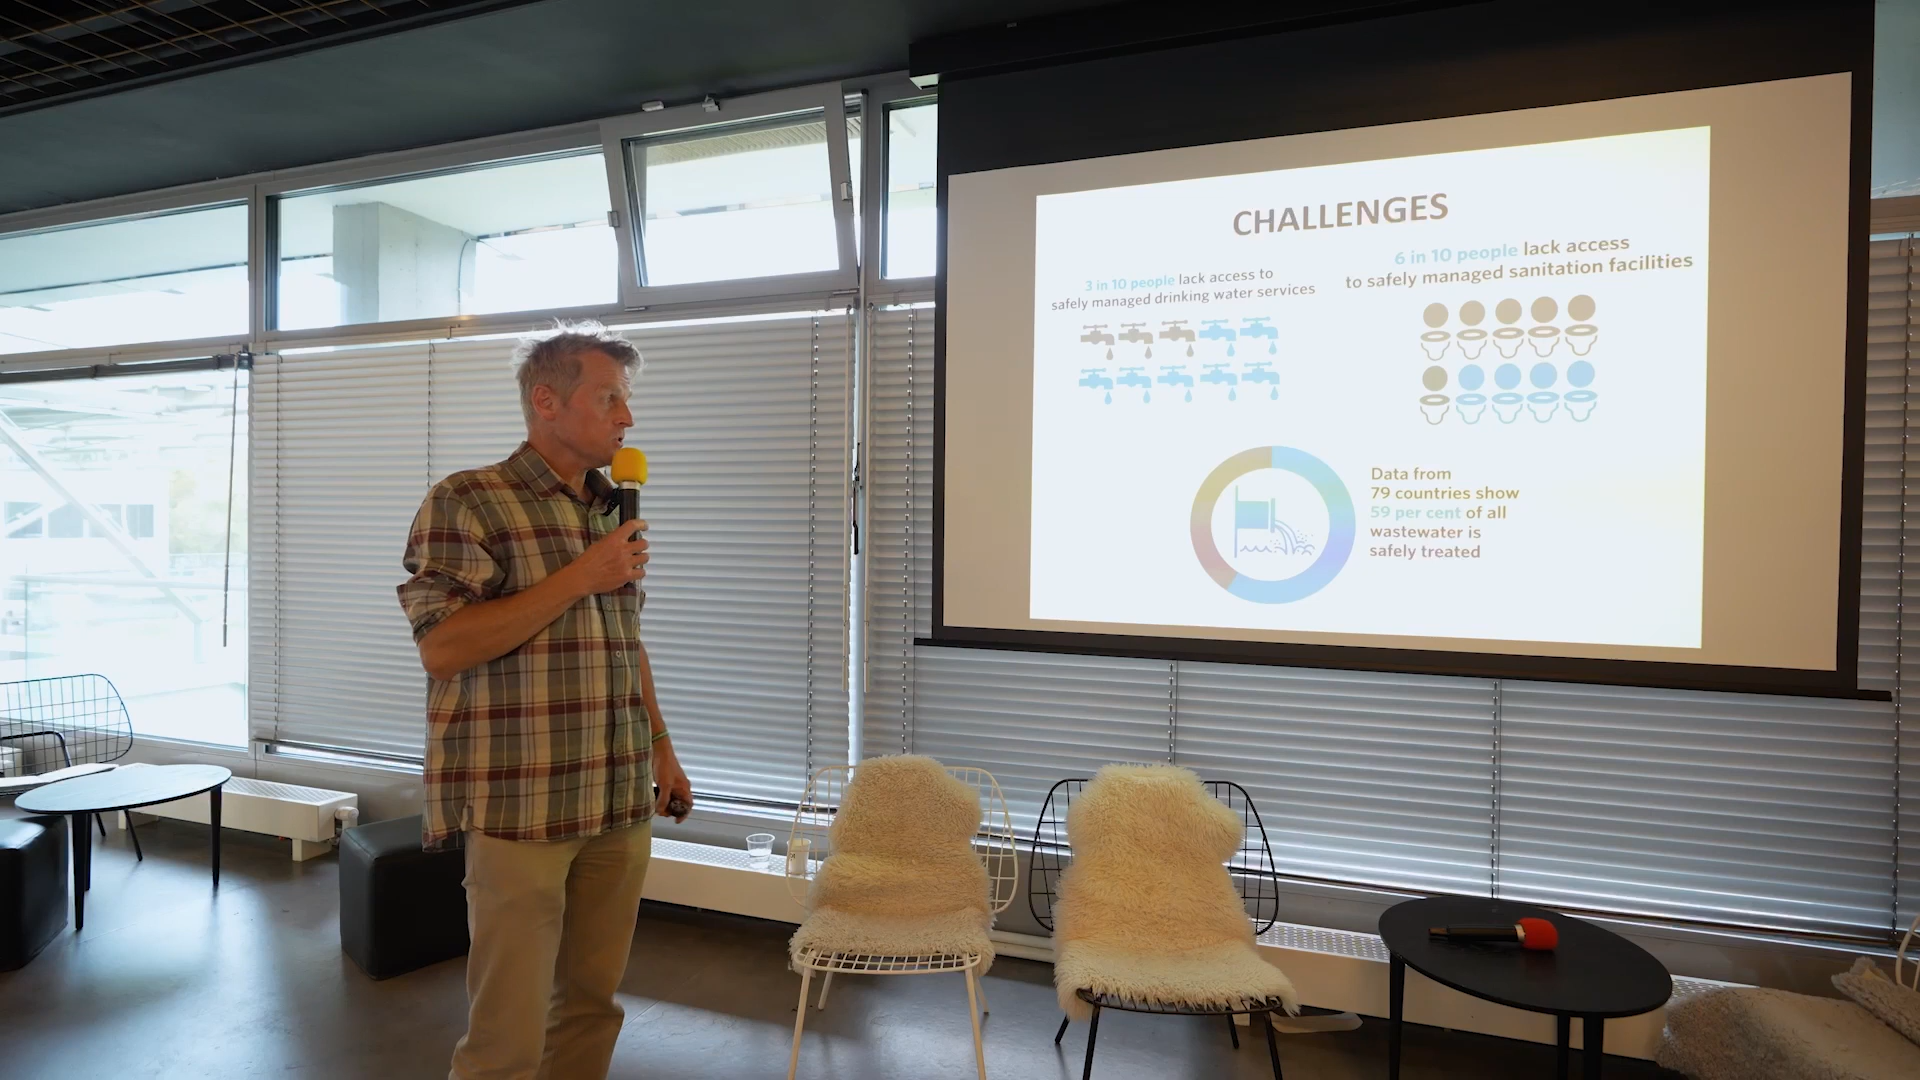 CHALLENGES
3 in 10 people lack access to
safely managed drinking water services
6 in 10 people lack access
to safely managed sanitation facilities
Data from
79 countries show
59 per cent of all
wastewater is
safely treated